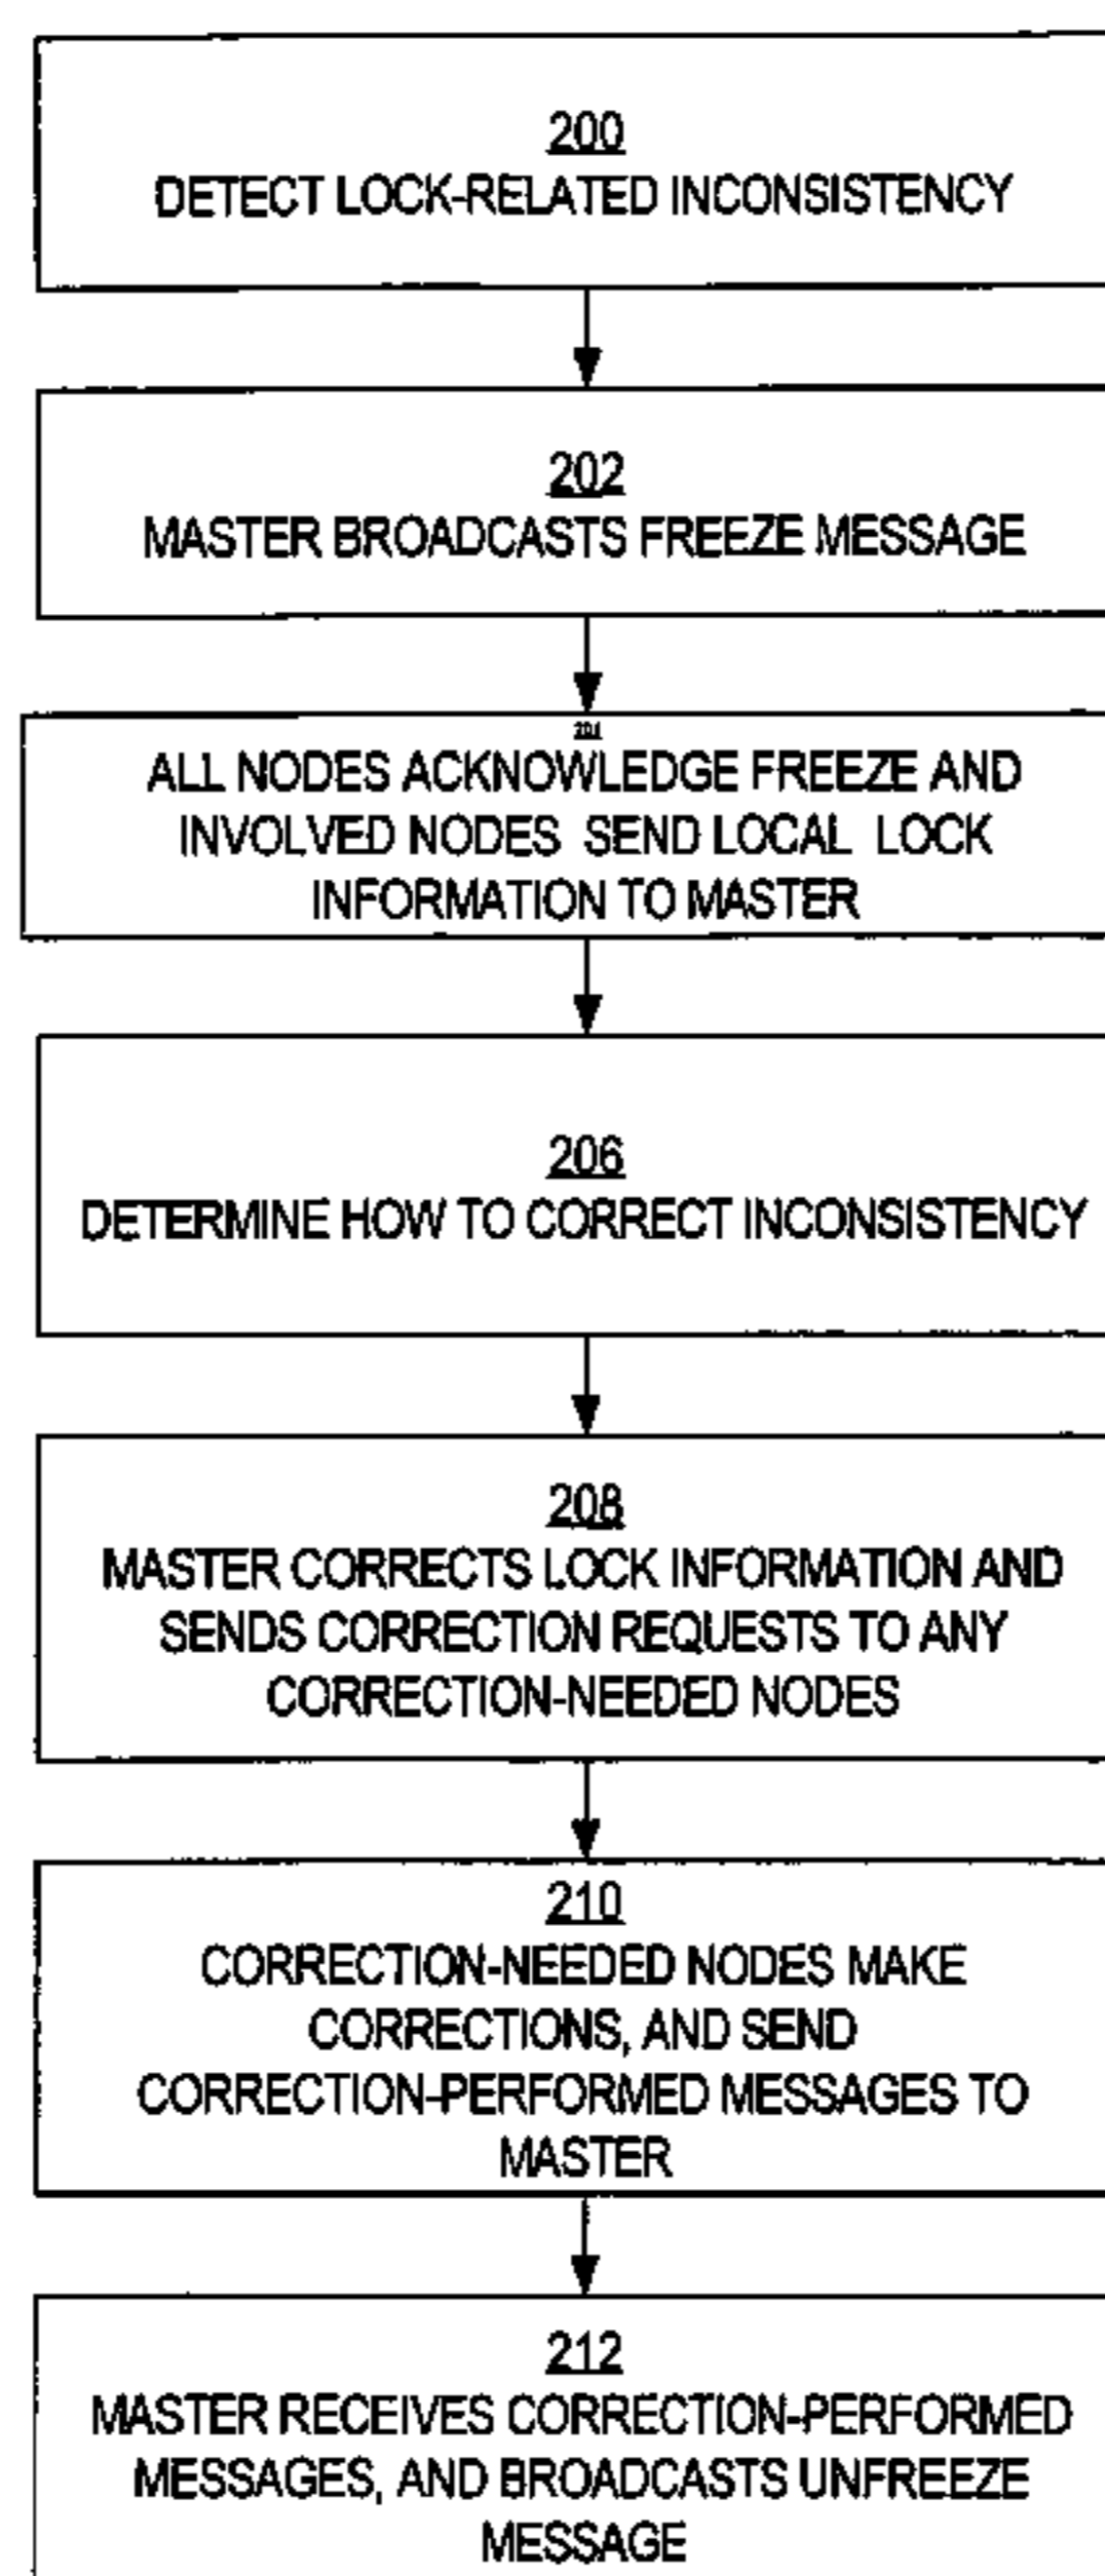 200
DETECT LOCK-RELATED INCONSISTENCY
202
MASTER BROADCASTS FREEZE MESSAGE
204
ALL NODES ACKNOWLEDGE FREEZE AND
INVOLVED NODES SEND LOCAL LOCK
INFORMATION TO MASTER
206
DETERMINE HOW TO CORRECT INCONSISTENCY
208
MASTER CORRECTS LOCK INFORMATION AND
SENDS CORRECTION REQUESTS TO ANY
CORRECTION-NEEDED NODES
210
CORRECTION-NEEDED NODES MAKE
CORRECTIONS, AND SEND
CORRECTION-PERFORMED MESSAGES TO
MASTER
212
MASTER RECEIVES CORRECTION-PERFORMED
MESSAGES, AND BROADCASTS UNFREEZE
MESSAGE